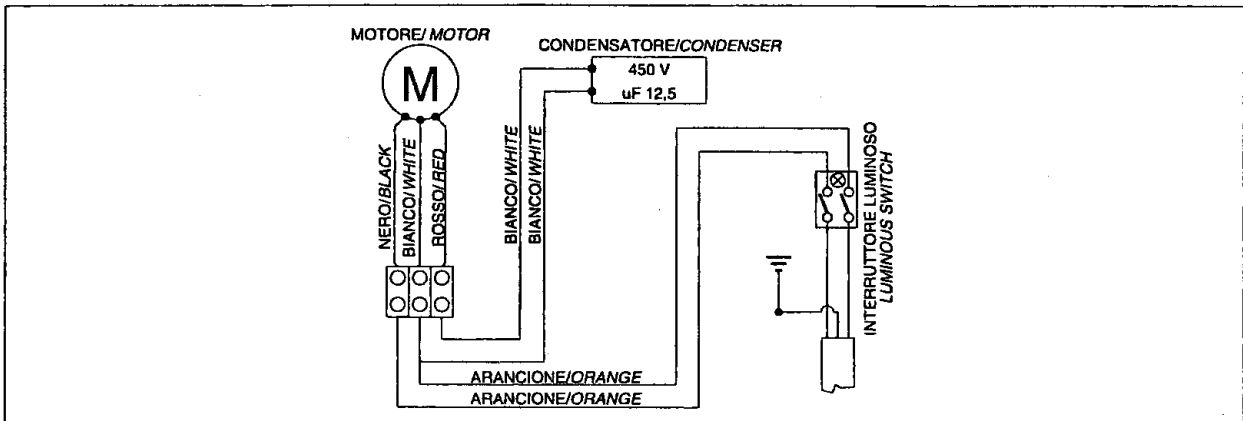 MOTORE/MOTOR
M
CONDENSATORE/CONDENSER
450 V
uF 12,5
NERO/BLACK
BIANCO/WHITE
ROSSO/RED
BIANCO/WHITE
BIANCO/WHITE
INTERRUTTORE LUMINOSO
LUMINOUS SWITCH
ARANCIONE/ORANGE
ARANCIONE/ORANGE